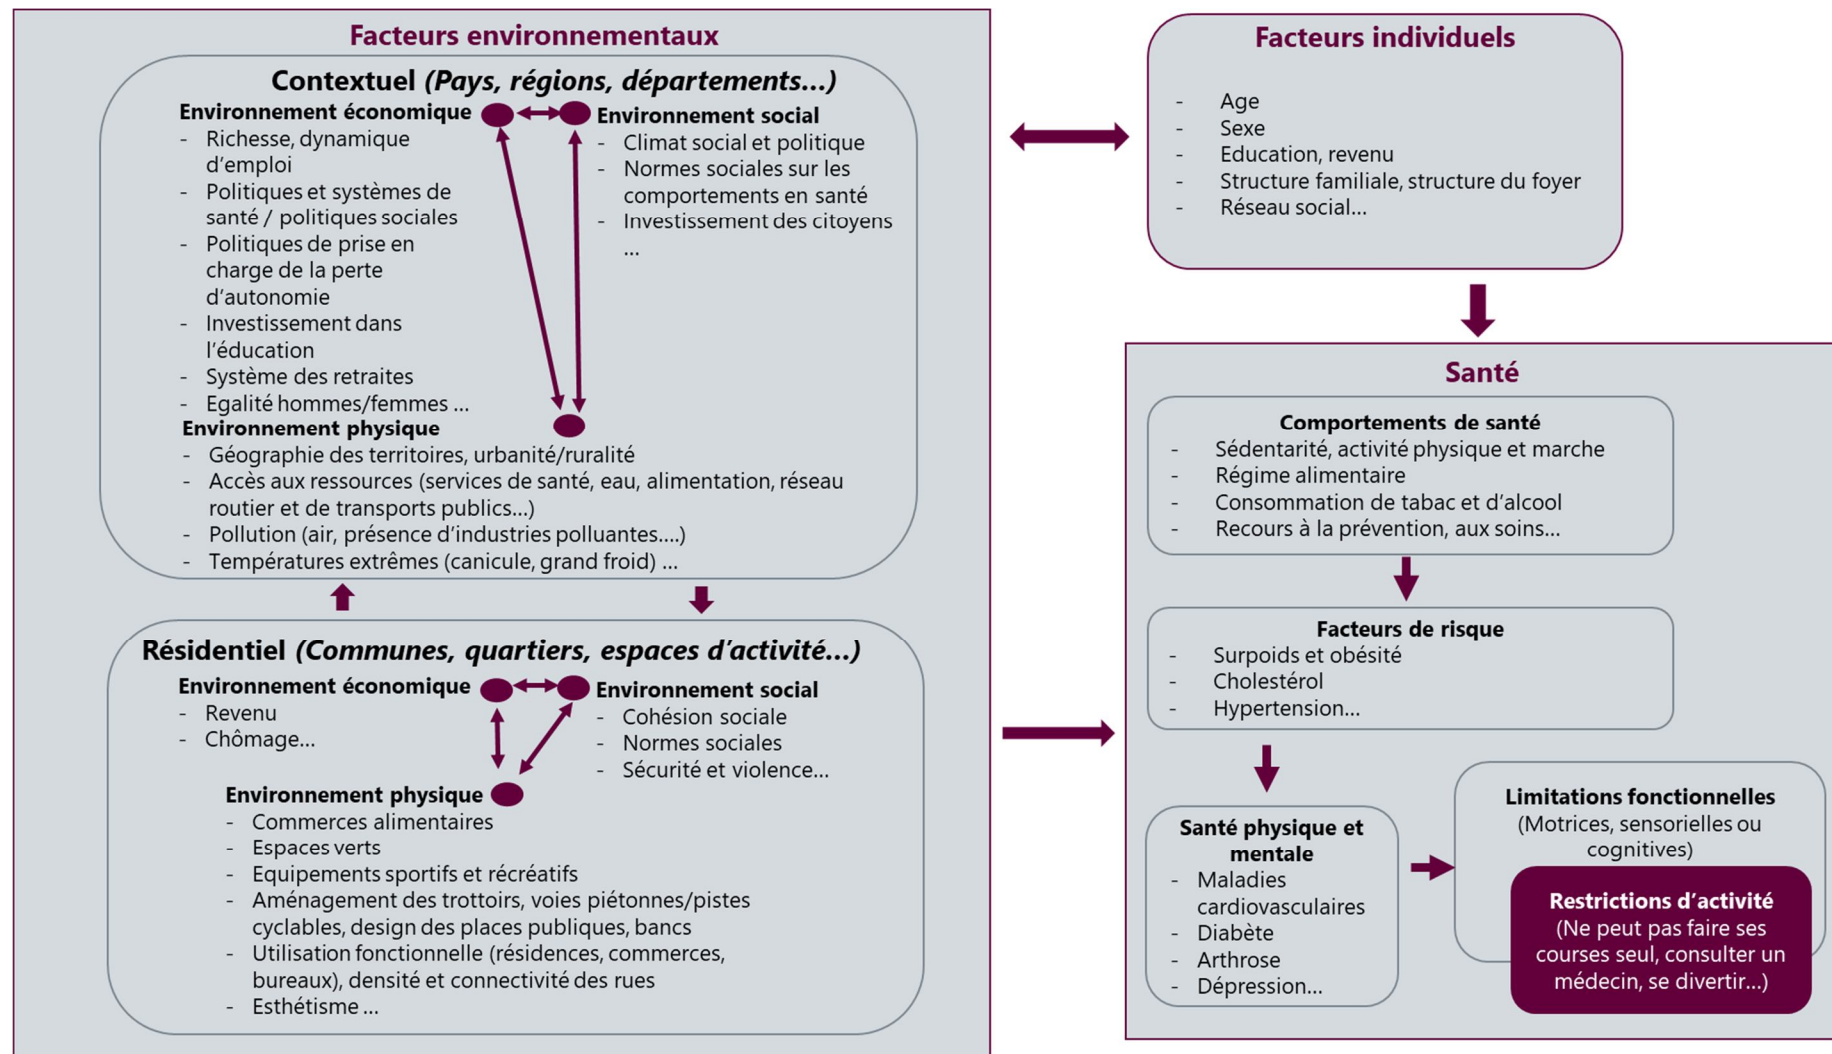 Facteurs environnementaux
Contextuel (Pays, régions, départements...)
Environnement économique
- Richesse, dynamique
d'emploi
- Politiques et systèmes de
santé / politiques sociales
- Politiques de prise en
charge de la perte
d'autonomie
- Investissement dans
l'éducation
- Système des retraites
- Egalité hommes/femmes ...
Environnement social
- Climat social et politique
- Normes sociales sur les
comportements en santé
- Investissement des citoyens
...
Environnement physique
- Géographie des territoires, urbanité/ruralité
- Accès aux ressources (services de santé, eau, alimentation, réseau
routier et de transports publics...)
- Pollution (air, présence d'industries polluantes....)
- Températures extrêmes (canicule, grand froid) ...
Résidentiel (Communes, quartiers, espaces d'activité...)
Environnement économique
- Revenu
- Chômage...
Environnement social
- Cohésion sociale
- Normes sociales
- Sécurité et violence...
Environnement physique
- Commerces alimentaires
- Espaces verts
- Equipements sportifs et récréatifs
- Aménagement des trottoirs, voies piétonnes/pistes
cyclables, design des places publiques, bancs
- Utilisation fonctionnelle (résidences, commerces,
bureaux), densité et connectivité des rues
- Esthétisme ...
Facteurs individuels
- Age
- Sexe
- Education, revenu
- Structure familiale, structure du foyer
- Réseau social...
Santé
Comportements de santé
- Sédentarité, activité physique et marche
- Régime alimentaire
- Consommation de tabac et d'alcool
- Recours à la prévention, aux soins...
Facteurs de risque
- Surpoids et obésité
- Cholestérol
- Hypertension...
Santé physique et
mentale
- Maladies
cardiovasculaires
- Diabète
- Arthrose
- Dépression...
Limitations fonctionnelles
(Motrices, sensorielles ou
cognitives)
Restrictions d'activité
(Ne peut pas faire ses
courses seul, consulter un
médecin, se divertir...)